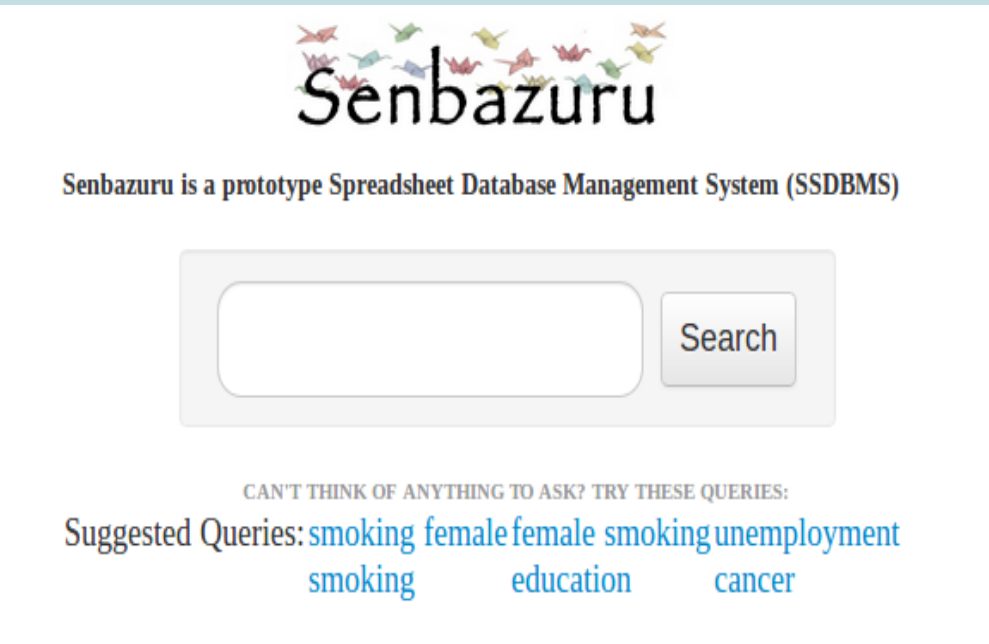 Senbazuru
Senbazuru is a prototype Spreadsheet Database Management System (SSDBMS)
Search
CAN'T THINK OF ANYTHING TO ASK? TRY THESE QUERIES:
Suggested Queries: smoking female female smoking unemployment
smoking education cancer